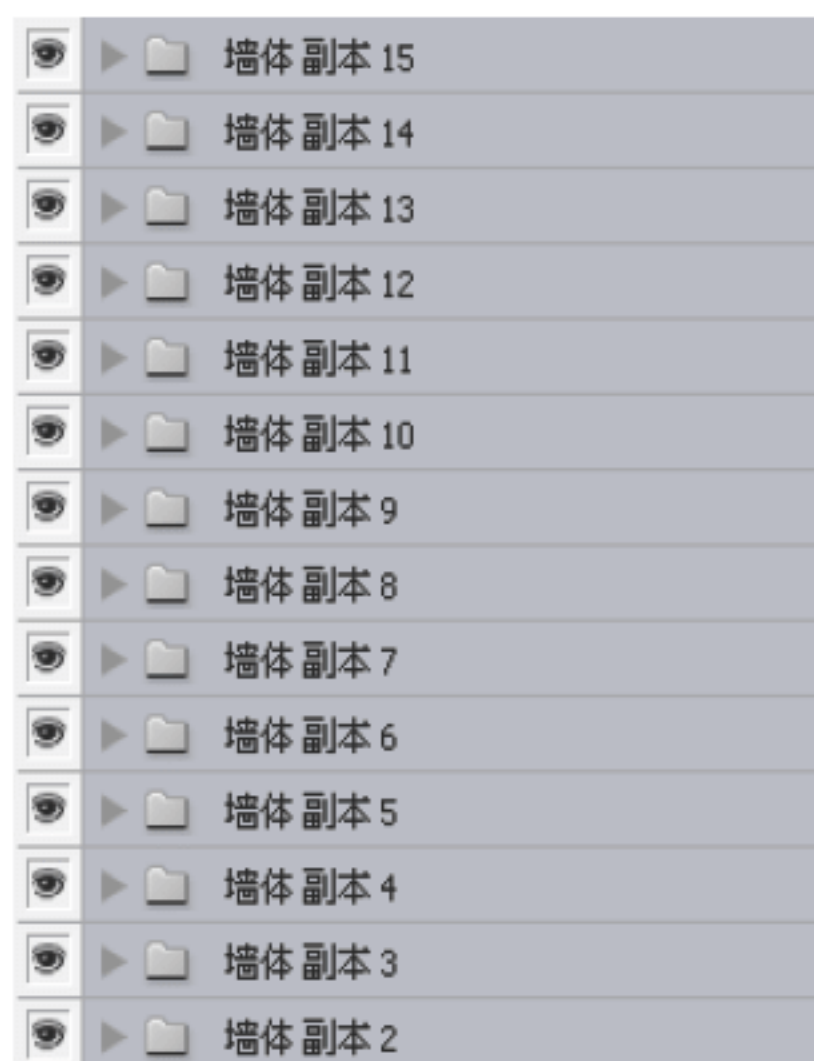 墙体 副本 15
墙体 副本 14
墙体 副本 13
墙体 副本 12
墙体 副本 11
墙体 副本 10
墙体 副本 9
墙体 副本 8
墙体 副本 7
墙体 副本 6
墙体 副本 5
墙体 副本 4
墙体 副本 3
墙体 副本 2